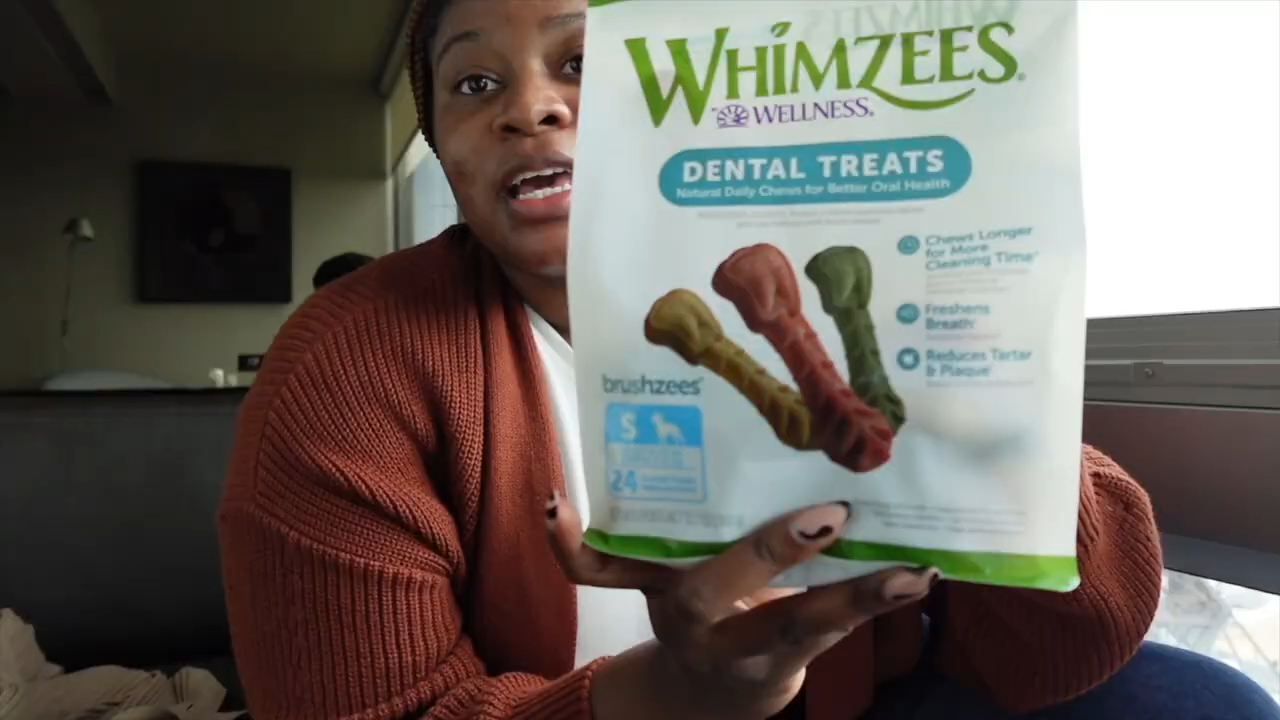 WHIMZEES®
BY WELLNESS®
DENTAL TREATS
Natural Daily Chews for Better Oral Health
Chews Longer
for More
Cleaning Time*
Freshens
Breath
Reduces Tartar
& Plaque
brushzees®
S
24